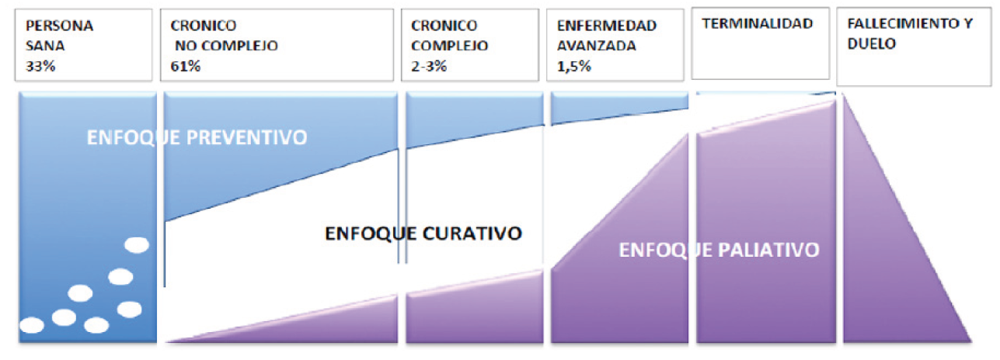 PERSONA
SANA
33%
CRONICO
NO COMPLEJO
61%
CRONICO
COMPLEJO
2-3%
ENFERMEDAD
AVANZADA
1,5%
TERMINALIDAD
FALLECIMIENTO Y
DUELO
ENFOQUE PREVENTIVO
ENFOQUE CURATIVO
ENFOQUE PALIATIVO